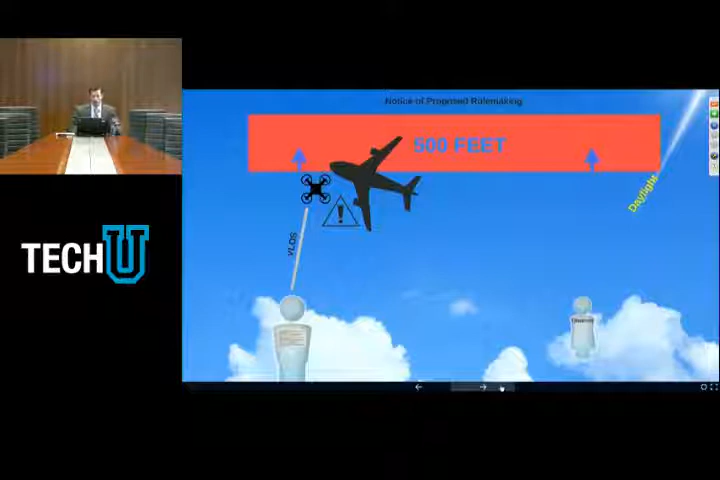 Notice of Proposed Rulemaking
500 FEET
Daylight
VLOS
TECHU